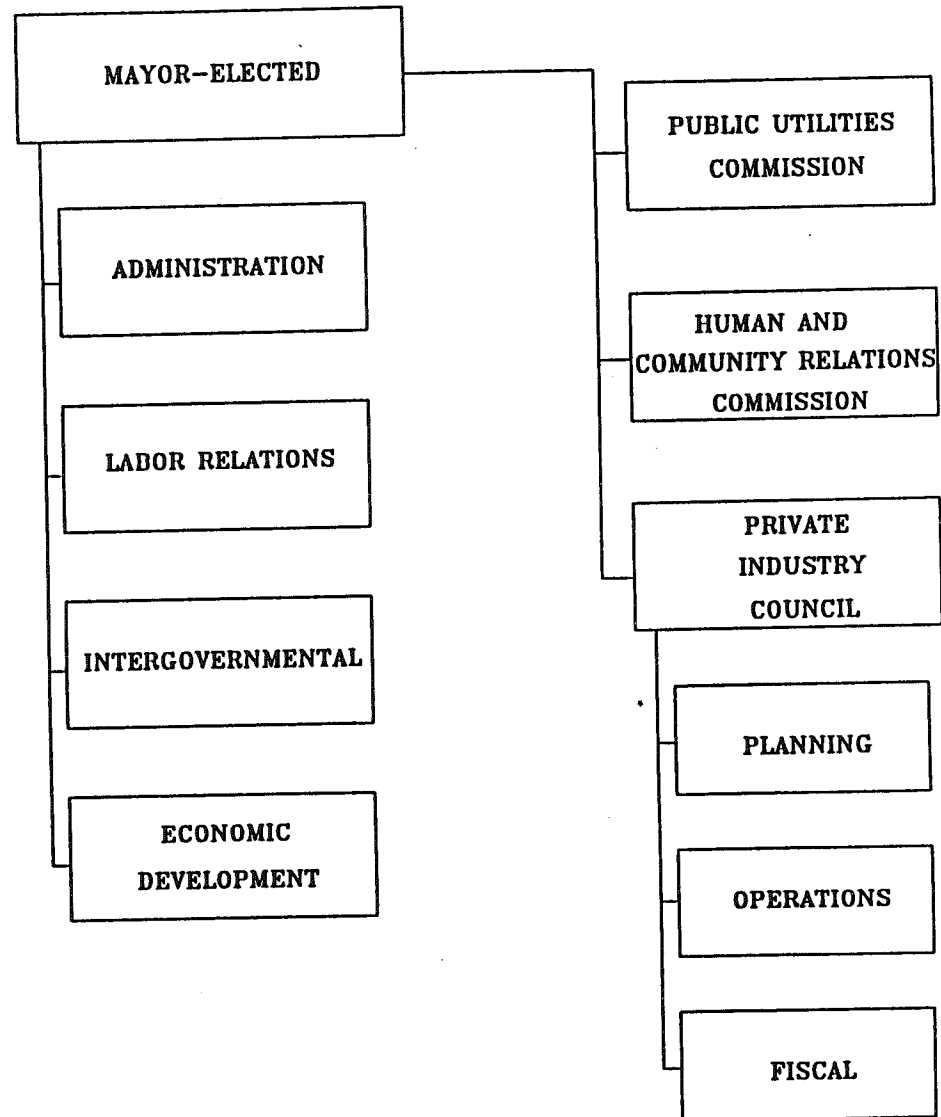 MAYOR-ELECTED
ADMINISTRATION
LABOR RELATIONS
INTERGOVERNMENTAL
ECONOMIC
DEVELOPMENT
PUBLIC UTILITIES
COMMISSION
HUMAN AND
COMMUNITY RELATIONS
COMMISSION
PRIVATE
INDUSTRY
COUNCIL
PLANNING
OPERATIONS
FISCAL